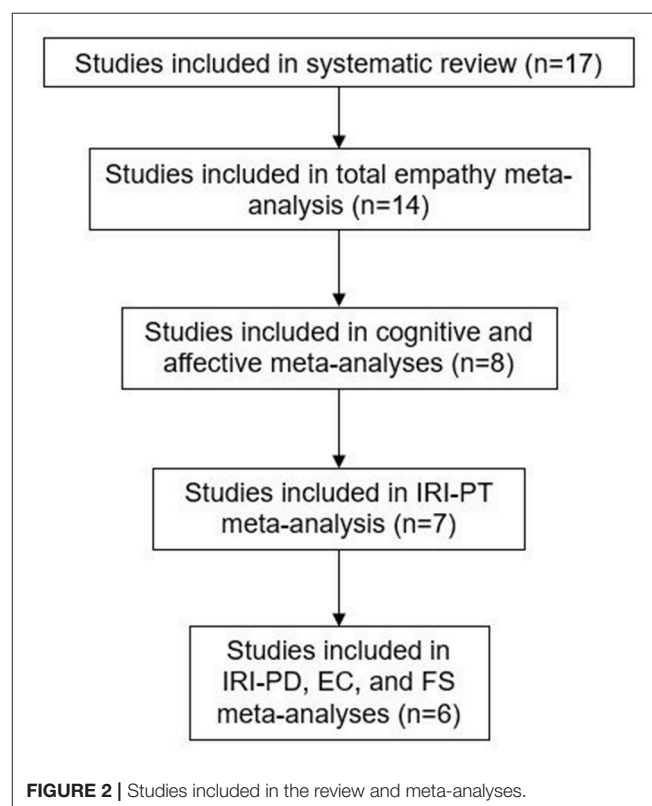 Studies included in systematic review (n=17)
Studies included in total empathy meta-
analysis (n=14)
Studies included in cognitive and
affective meta-analyses (n=8)
Studies included in IRI-PT
meta-analysis (n=7)
Studies included in
IRI-PD, EC, and FS
meta-analyses (n=6)
FIGURE 2 | Studies included in the review and meta-analyses.